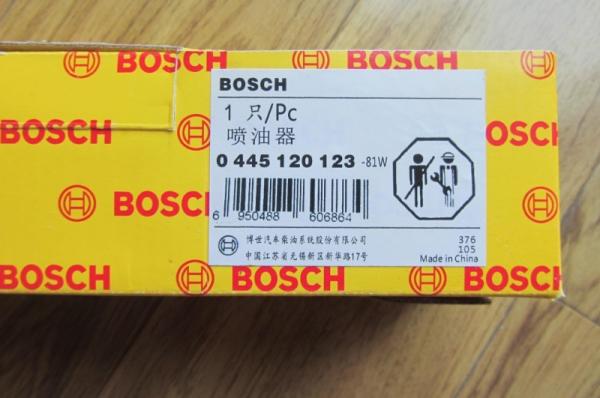 BOSCH BOSCH BOSCH
BOSCH
1 只/Pc
喷油器
0 445 120 123 -81W
BOSCH
BOSCH
6 950488 606864
博世汽车柴油系统股份有限公司
中国江苏省无锡新区新华路17号
376
105
Made in China
BOSCH
BOSCH
BOSCH